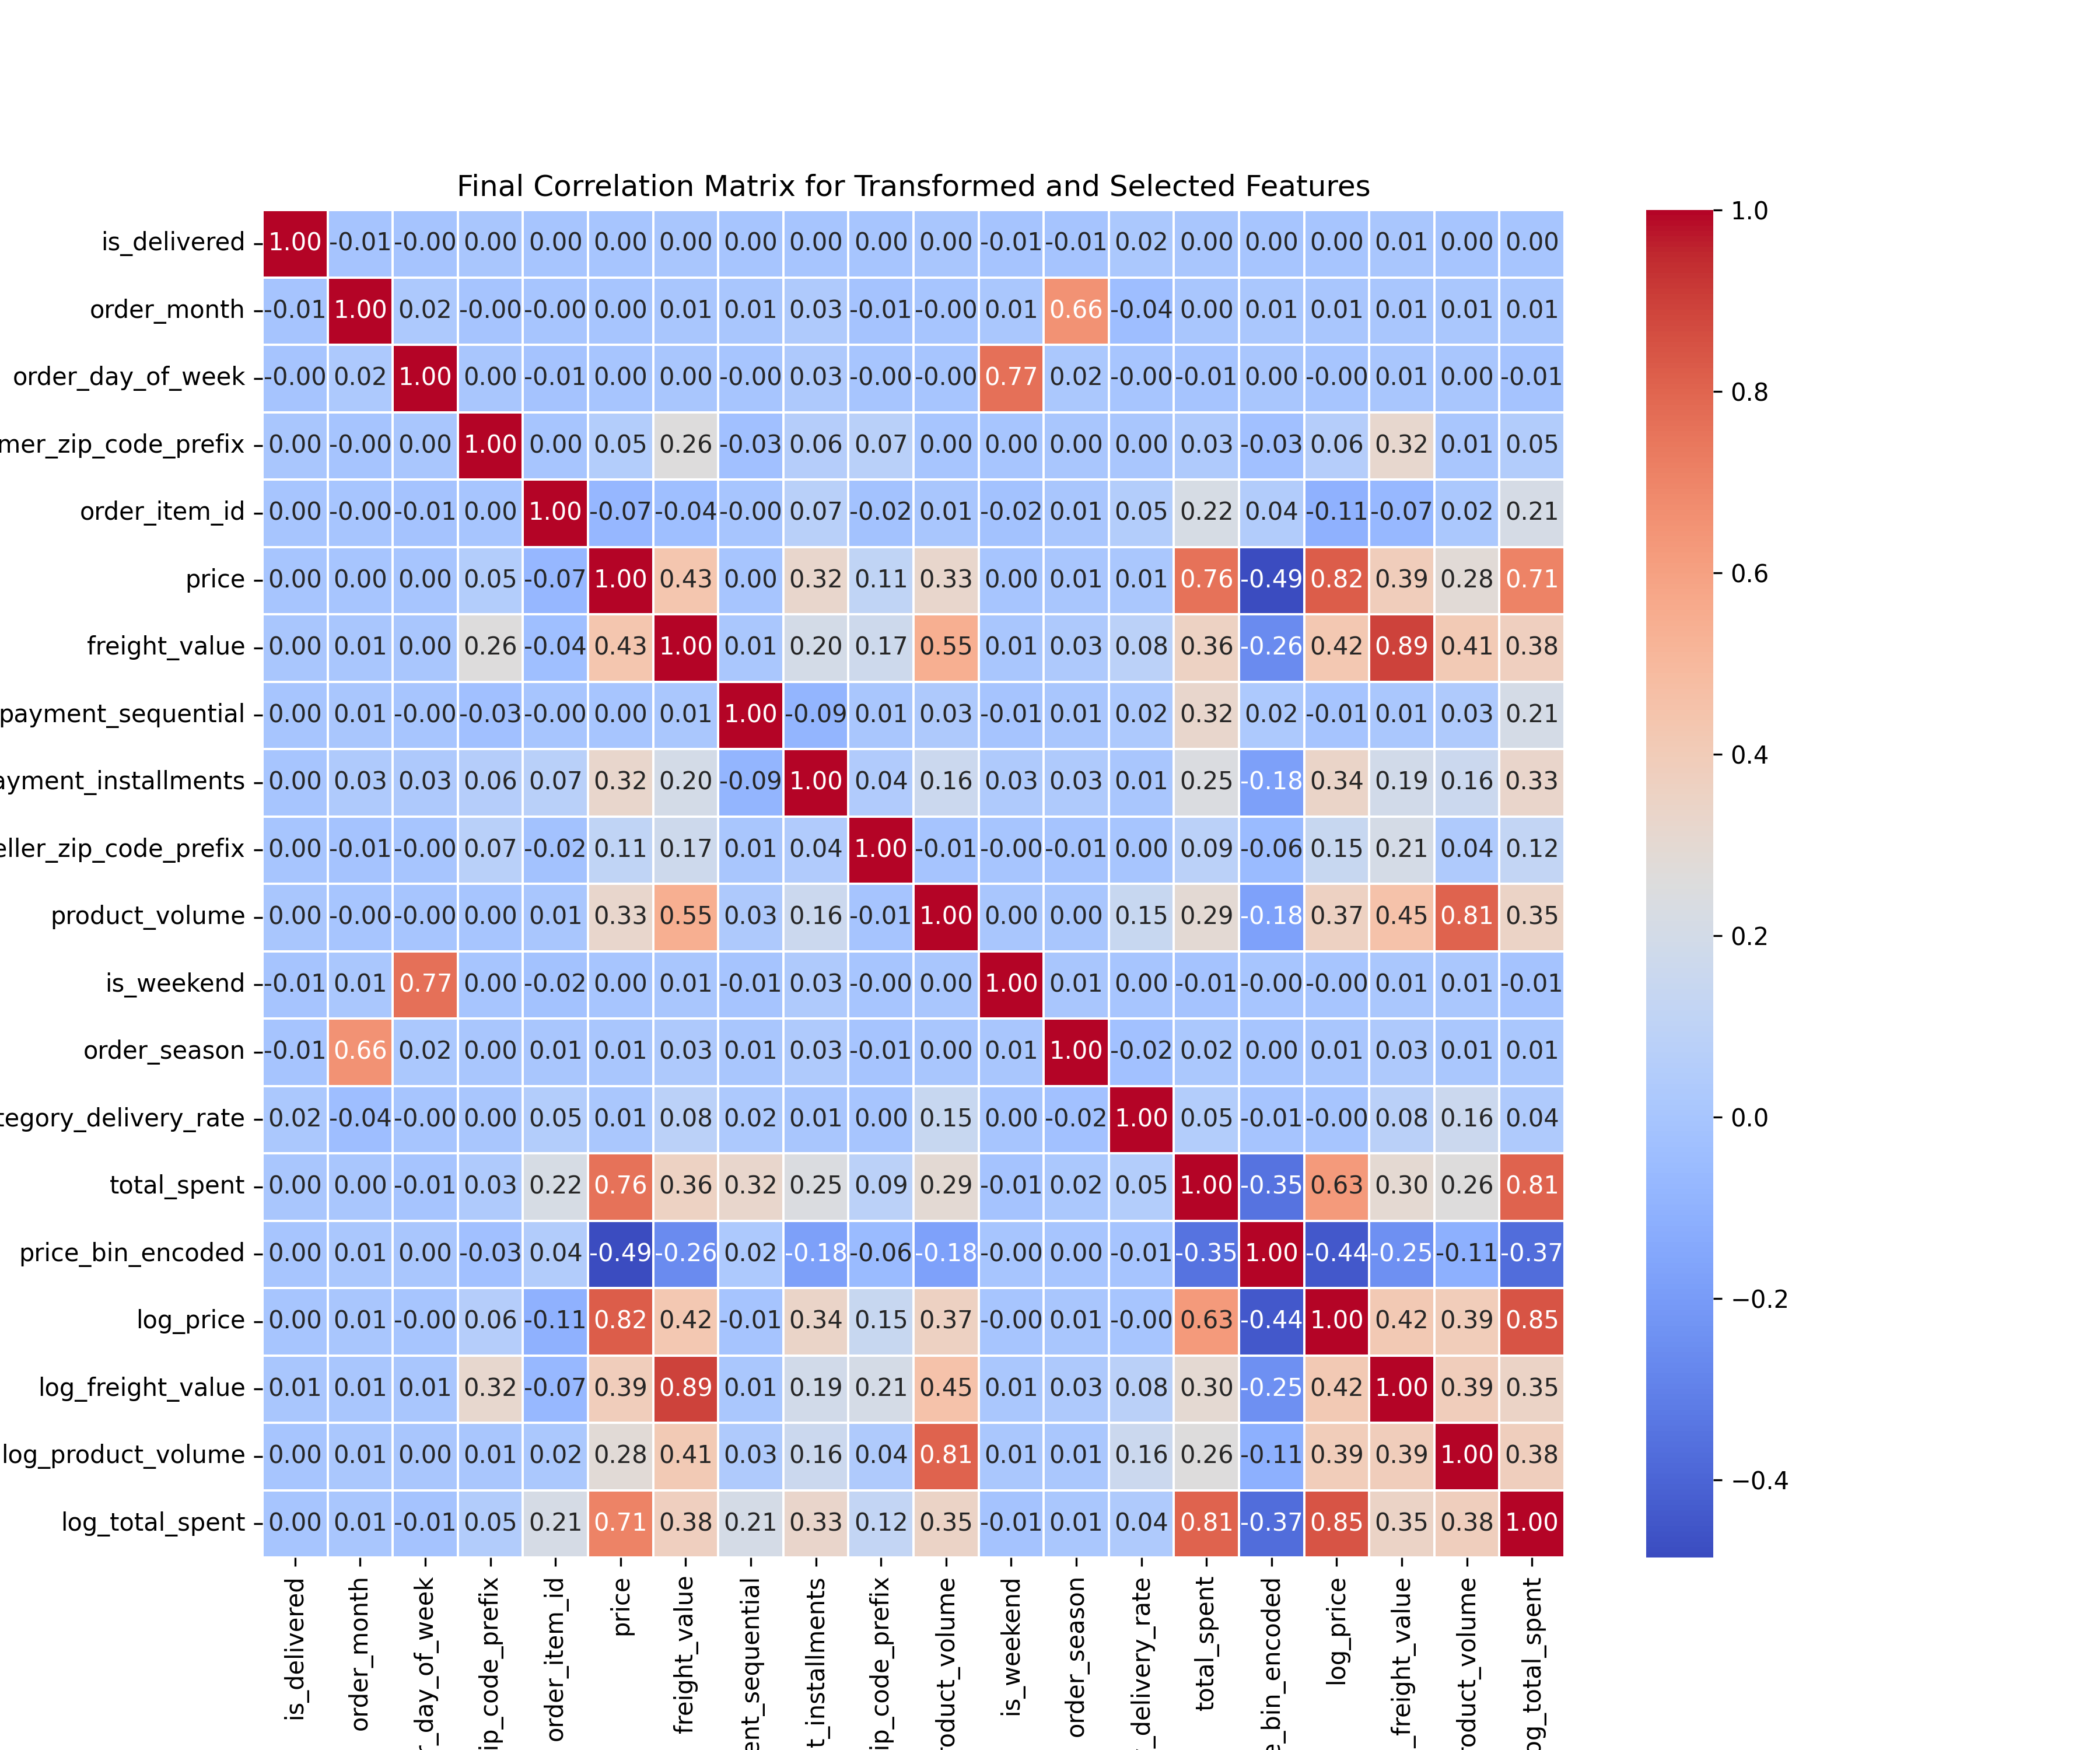 Final Correlation Matrix for Transformed and Selected Features
is_delivered 1.00 -0.01 -0.00 0.00 0.00 0.00 0.00 0.00 0.00 0.00 0.00 -0.01 -0.01 0.02 0.00 0.00 0.00 0.01 0.00 0.00
order_month -0.01 1.00 0.02 -0.00 -0.00 0.00 0.01 0.01 0.03 -0.01 -0.00 0.01 0.66 -0.04 0.00 0.01 0.01 0.01 0.01 0.01
order_day_of_week -0.00 0.02 1.00 0.00 -0.01 0.00 0.00 -0.00 0.03 -0.00 -0.00 0.77 0.02 -0.00 -0.01 0.00 -0.00 0.01 0.00 -0.01
mer_zip_code_prefix 0.00 -0.00 0.00 1.00 0.00 0.05 0.26 -0.03 0.06 0.07 0.00 0.00 0.00 0.00 0.03 -0.03 0.06 0.32 0.01 0.05
order_item_id 0.00 -0.00 -0.01 0.00 1.00 -0.07 -0.04 -0.00 0.07 -0.02 0.01 -0.02 0.01 0.05 0.22 0.04 -0.11 -0.07 0.02 0.21
price 0.00 0.00 0.00 0.05 -0.07 1.00 0.43 0.00 0.32 0.11 0.33 0.00 0.01 0.01 0.76 -0.49 0.82 0.39 0.28 0.71
freight_value 0.00 0.01 0.00 0.26 -0.04 0.43 1.00 0.01 0.20 0.17 0.55 0.01 0.03 0.08 0.36 -0.26 0.42 0.89 0.41 0.38
payment_sequential 0.00 0.01 -0.00 -0.03 -0.00 0.00 0.01 1.00 -0.09 0.01 0.03 -0.01 0.01 0.02 0.32 0.02 -0.01 0.01 0.03 0.21
ayment_installments 0.00 0.03 0.03 0.06 0.07 0.32 0.20 -0.09 1.00 0.04 0.16 0.03 0.03 0.01 0.25 -0.18 0.34 0.19 0.16 0.33
eller_zip_code_prefix 0.00 -0.01 -0.00 0.07 -0.02 0.11 0.17 0.01 0.04 1.00 -0.01 -0.00 -0.01 0.00 0.09 -0.06 0.15 0.21 0.04 0.12
product_volume 0.00 -0.00 -0.00 0.00 0.01 0.33 0.55 0.03 0.16 -0.01 1.00 0.00 0.00 0.15 0.29 -0.18 0.37 0.45 0.81 0.35
is_weekend -0.01 0.01 0.77 0.00 -0.02 0.00 0.01 -0.01 0.03 -0.00 0.00 1.00 0.01 0.00 -0.01 -0.00 -0.00 0.01 0.01 -0.01
order_season -0.01 0.66 0.02 0.00 0.01 0.01 0.03 0.01 0.03 -0.01 0.00 0.01 1.00 -0.02 0.02 0.00 0.01 0.03 0.01 0.01
tegory_delivery_rate 0.02 -0.04 -0.00 0.00 0.05 0.01 0.08 0.02 0.01 0.00 0.15 0.00 -0.02 1.00 0.05 -0.01 -0.00 0.08 0.16 0.04
total_spent 0.00 0.00 -0.01 0.03 0.22 0.76 0.36 0.32 0.25 0.09 0.29 -0.01 0.02 0.05 1.00 -0.35 0.63 0.30 0.26 0.81
price_bin_encoded 0.00 0.01 0.00 -0.03 0.04 -0.49 -0.26 0.02 -0.18 -0.06 -0.18 -0.00 0.00 -0.01 -0.35 1.00 -0.44 -0.25 -0.11 -0.37
log_price 0.00 0.01 -0.00 0.06 -0.11 0.82 0.42 -0.01 0.34 0.15 0.37 -0.00 0.01 -0.00 0.63 -0.44 1.00 0.42 0.39 0.85
log_freight_value 0.01 0.01 0.01 0.32 -0.07 0.39 0.89 0.01 0.19 0.21 0.45 0.01 0.03 0.08 0.30 -0.25 0.42 1.00 0.39 0.35
log_product_volume 0.00 0.01 0.00 0.01 0.02 0.28 0.41 0.03 0.16 0.04 0.81 0.01 0.01 0.16 0.26 -0.11 0.39 0.39 1.00 0.38
log_total_spent 0.00 0.01 -0.01 0.05 0.21 0.71 0.38 0.21 0.33 0.12 0.35 -0.01 0.01 0.04 0.81 -0.37 0.85 0.35 0.38 1.00
is_delivered
order_month
_day_of_week
ip_code_prefix
order_item_id
price
freight_value
ent_sequential
t_installments
ip_code_prefix
roduct_volume
is_weekend
order_season
_delivery_rate
total_spent
e_bin_encoded
log_price
_freight_value
roduct_volume
og_total_spent
1.0
0.8
0.6
0.4
0.2
0.0
−0.2
−0.4